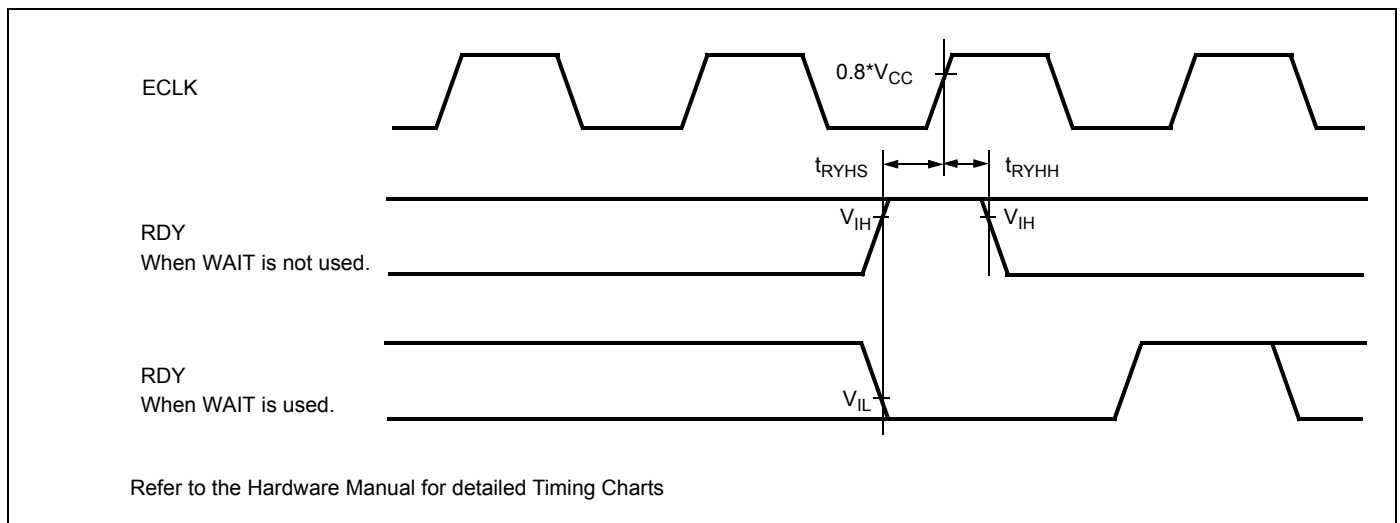 ECLK
0.8*VCC
tRYHS
tRYHH
VIH
VIH
RDY
When WAIT is not used.
RDY
When WAIT is used.
VIL
Refer to the Hardware Manual for detailed Timing Charts